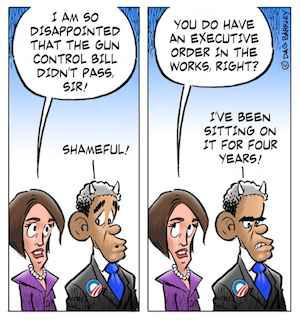 I AM SO
DISAPPOINTED
THAT THE GUN
CONTROL BILL
DIDN'T PASS,
SIR!
SHAMEFUL!
YOU DO HAVE
AN EXECUTIVE
ORDER IN THE
WORKS, RIGHT?
I'VE BEEN
SITTING ON
IT FOR FOUR
YEARS!